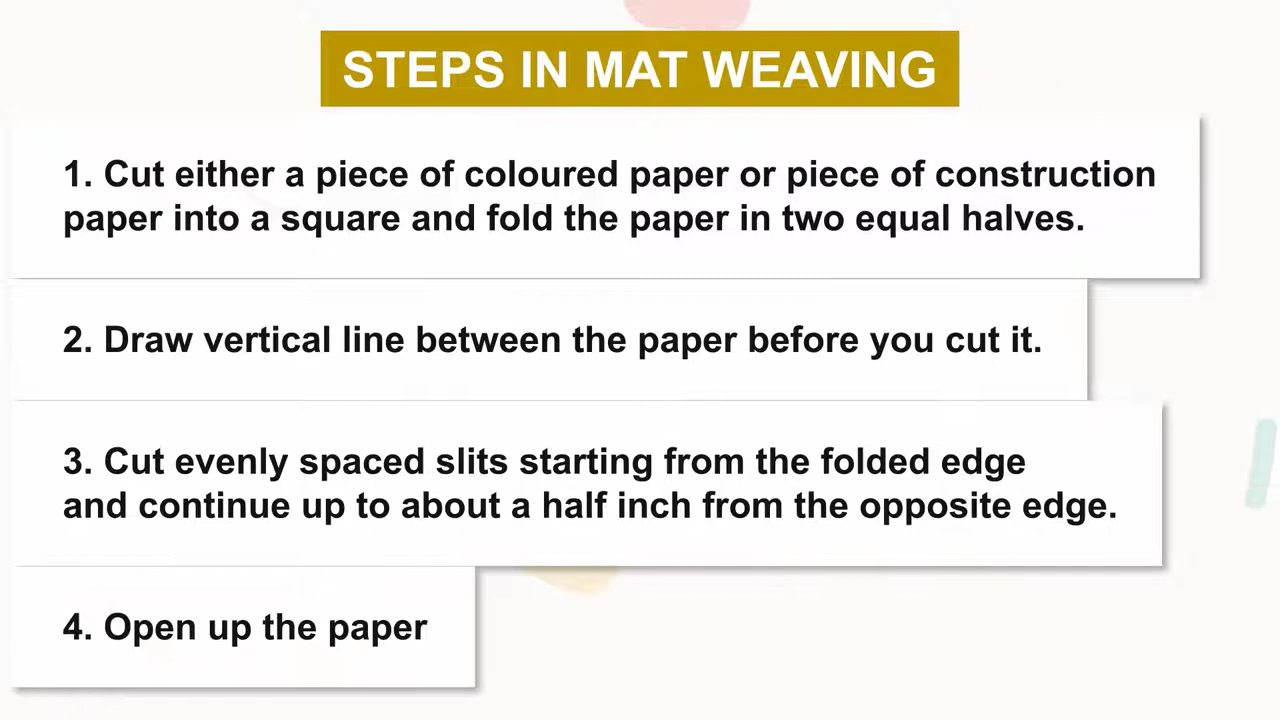 STEPS IN MAT WEAVING
1. Cut either a piece of coloured paper or piece of construction
paper into a square and fold the paper in two equal halves.
2. Draw vertical line between the paper before you cut it.
3. Cut evenly spaced slits starting from the folded edge
and continue up to about a half inch from the opposite edge.
4. Open up the paper